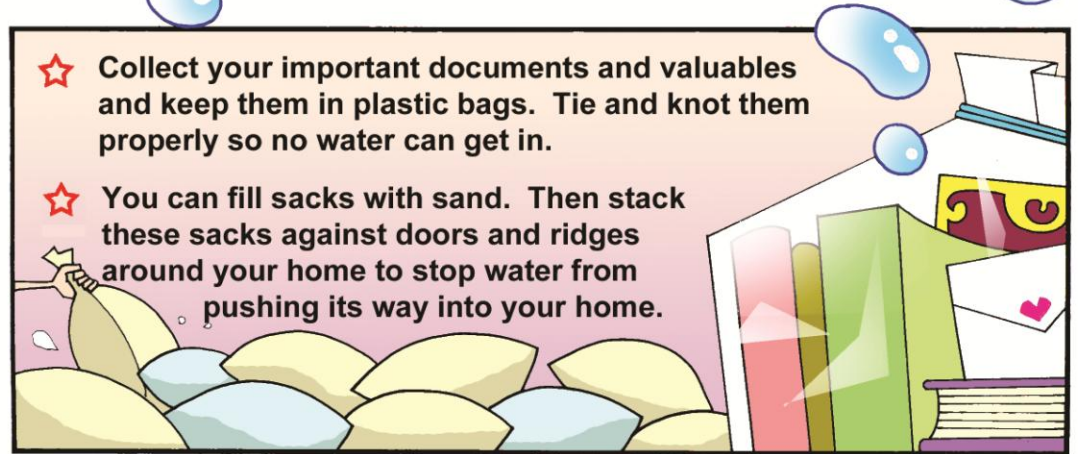 Collect your important documents and valuables
and keep them in plastic bags.  Tie and knot them
properly so no water can get in.
You can fill sacks with sand.  Then stack
these sacks against doors and ridges
around your home to stop water from
pushing its way into your home.